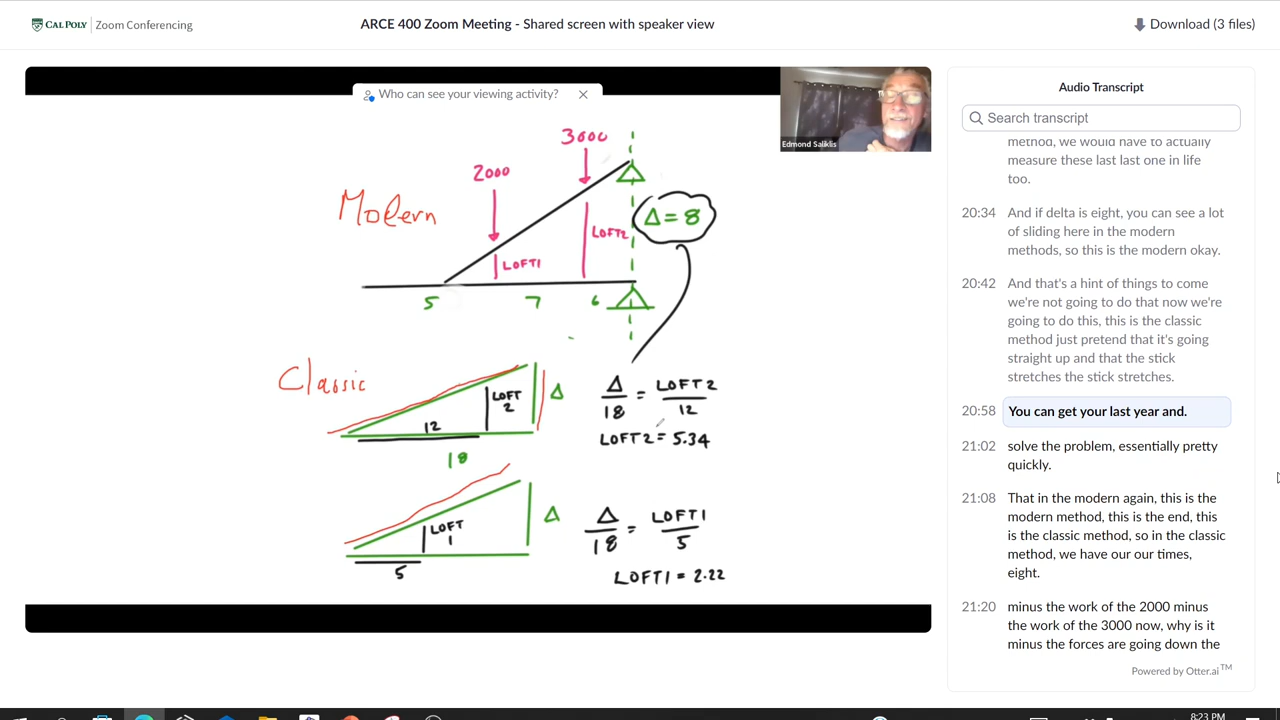 CAL POLY Zoom Conferencing
ARCE 400 Zoom Meeting - Shared screen with speaker view
Download (3 files)
Who can see your viewing activity?
Edmond Saliklis
Modern
2000
3000
LOFT1
LOFT2
Δ=8
5 7 6
Classic
LOFT
2
Δ
12
18
Δ/18 = LOFT2/12
LOFT2 = 5.34
LOFT
1
Δ
5
Δ/18 = LOFT1/5
LOFT1 = 2.22
Audio Transcript
Search transcript
method, we would have to actually
measure these last last one in life
too.
20:34 And if delta is eight, you can see a lot
of sliding here in the modern
methods, so this is the modern okay.
20:42 And that's a hint of things to come
we're not going to do that now we're
going to do this, this is the classic
method just pretend that it's going
straight up and that the stick
stretches the stick stretches.
20:58 You can get your last year and.
21:02 solve the problem, essentially pretty
quickly.
21:08 That in the modern again, this is the
modern method, this is the end, this
is the classic method, so in the classic
method, we have our our times,
eight.
21:20 minus the work of the 2000 minus
the work of the 3000 now, why is it
minus the forces are going down the
Powered by Otter.ai™
8:23 PM